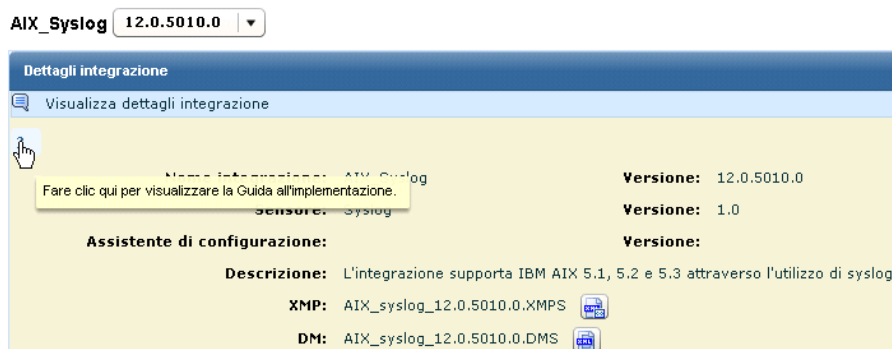 AIX_Syslog 12.0.5010.0
Dettagli integrazione
Visualizza dettagli integrazione
Nome integrazione: AIX_Syslog Versione: 12.0.5010.0
Fare clic qui per visualizzare la Guida all'implementazione.
Sensore: Syslog Versione: 1.0
Assistente di configurazione: Versione:
Descrizione: L'integrazione supporta IBM AIX 5.1, 5.2 e 5.3 attraverso l'utilizzo di syslog
XMP: AIX_syslog_12.0.5010.0.XMPS
DM: AIX_syslog_12.0.5010.0.DMS